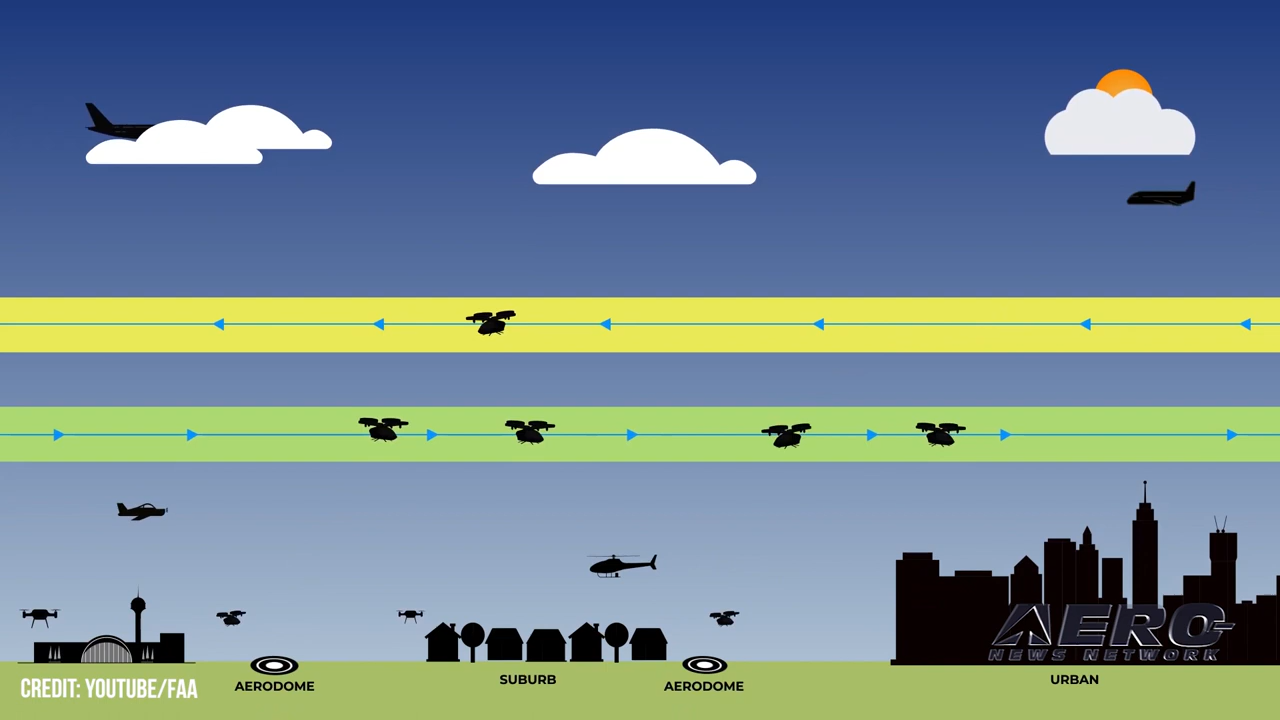 AERO
NEWS NETWORK
CREDIT: YOUTUBE/FAA
AERODOME
SUBURB
AERODOME
URBAN